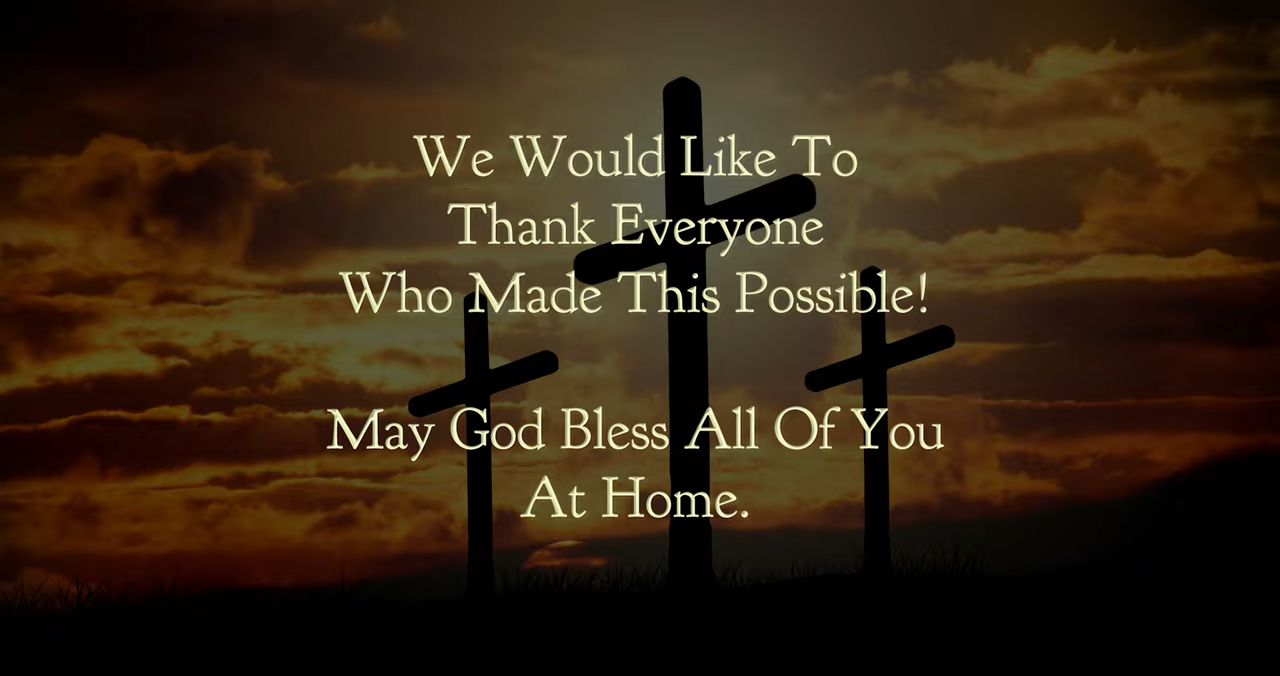 We Would Like To
Thank Everyone
Who Made This Possible!
May God Bless All Of You
At Home.